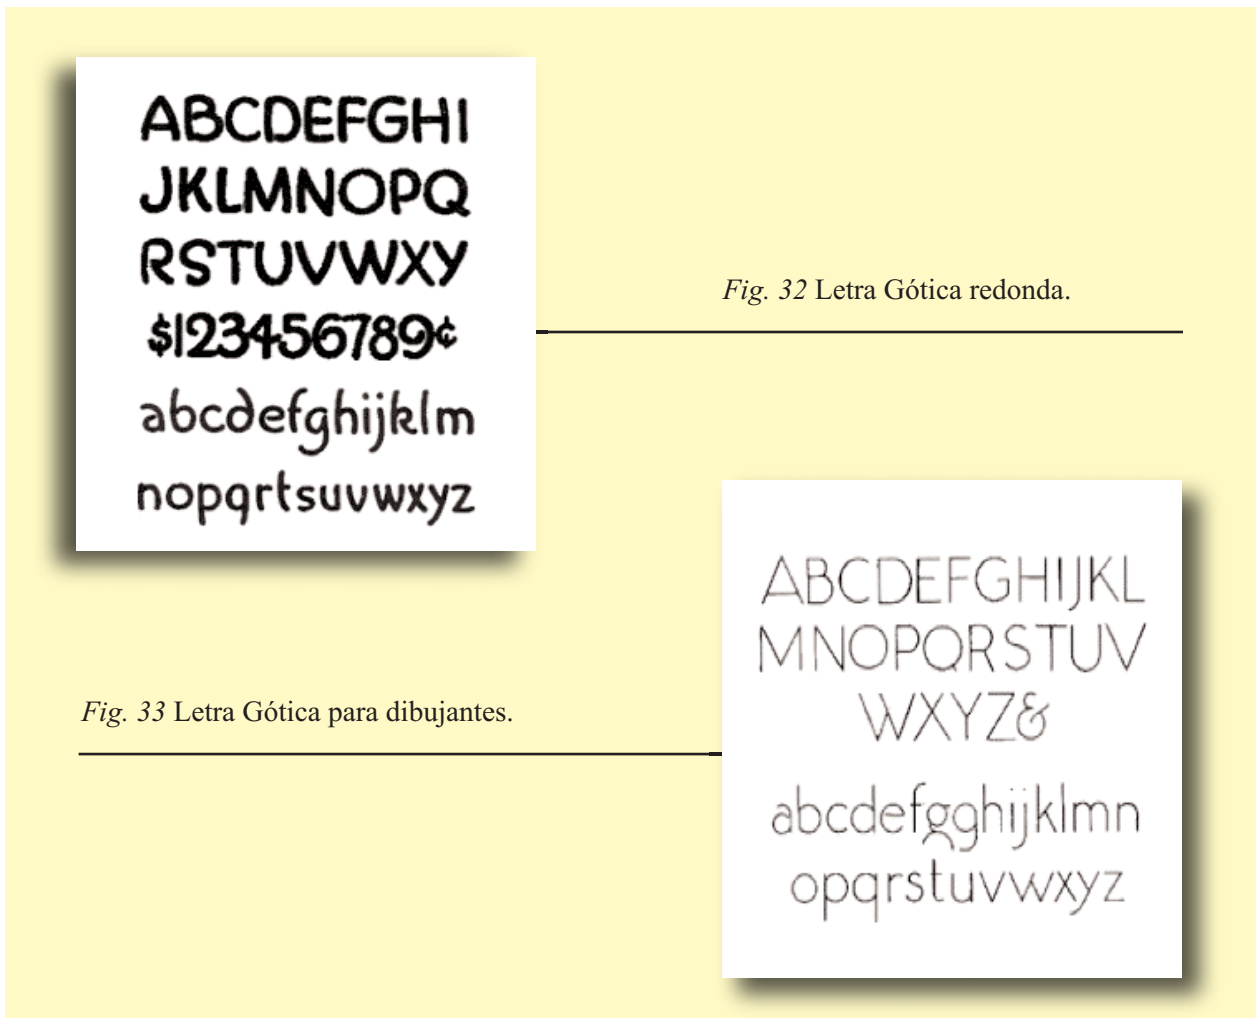 ABCDEFGHI
JKLMNOPQ
RSTUVWXY
$123456789¢
abcdefghijklm
nopqrtsuvwxyz
Fig. 32 Letra Gótica redonda.
Fig. 33 Letra Gótica para dibujantes.
ABCDEFGHIJKL
MNOPQRSTUV
WXYZ&
abcdefgghijklmn
opqrstuvwxyz